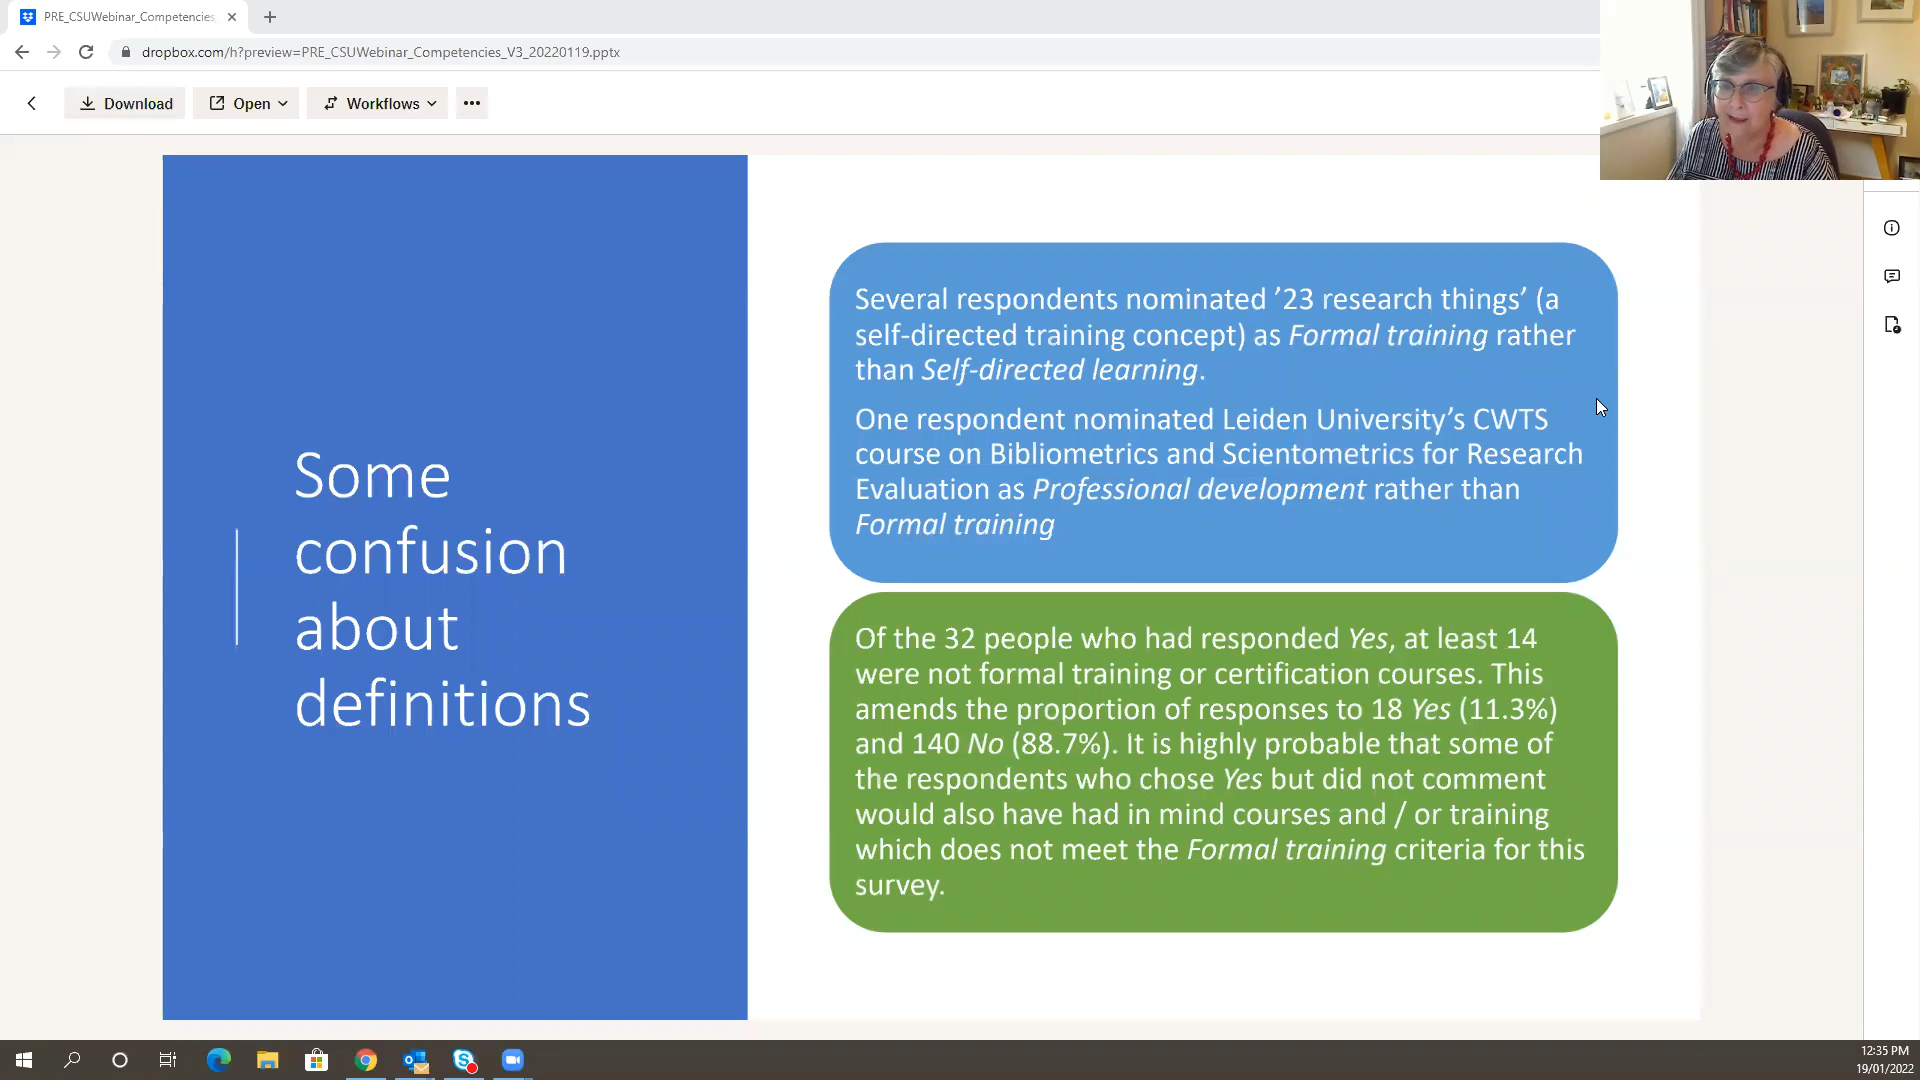 PRE_CSUWebinar_Competencies_
dropbox.com/h?preview=PRE_CSUWebinar_Competencies_V3_20220119.pptx
Download
Open
Workflows
Some
confusion
about
definitions
Several respondents nominated ’23 research things’ (a
self-directed training concept) as Formal training rather
than Self-directed learning.
One respondent nominated Leiden University’s CWTS
course on Bibliometrics and Scientometrics for Research
Evaluation as Professional development rather than
Formal training
Of the 32 people who had responded Yes, at least 14
were not formal training or certification courses. This
amends the proportion of responses to 18 Yes (11.3%)
and 140 No (88.7%). It is highly probable that some of
the respondents who chose Yes but did not comment
would also have had in mind courses and / or training
which does not meet the Formal training criteria for this
survey.
12:35 PM
19/01/2022